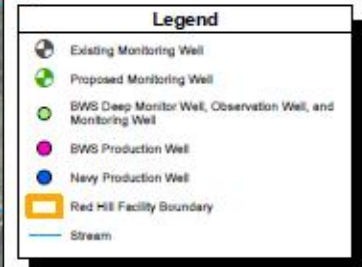 Legend
Existing Monitoring Well
Proposed Monitoring Well
BWS Deep Monitor Well, Observation Well, and
Monitoring Well
BWS Production Well
Navy Production Well
Red Hill Facility Boundary
Stream